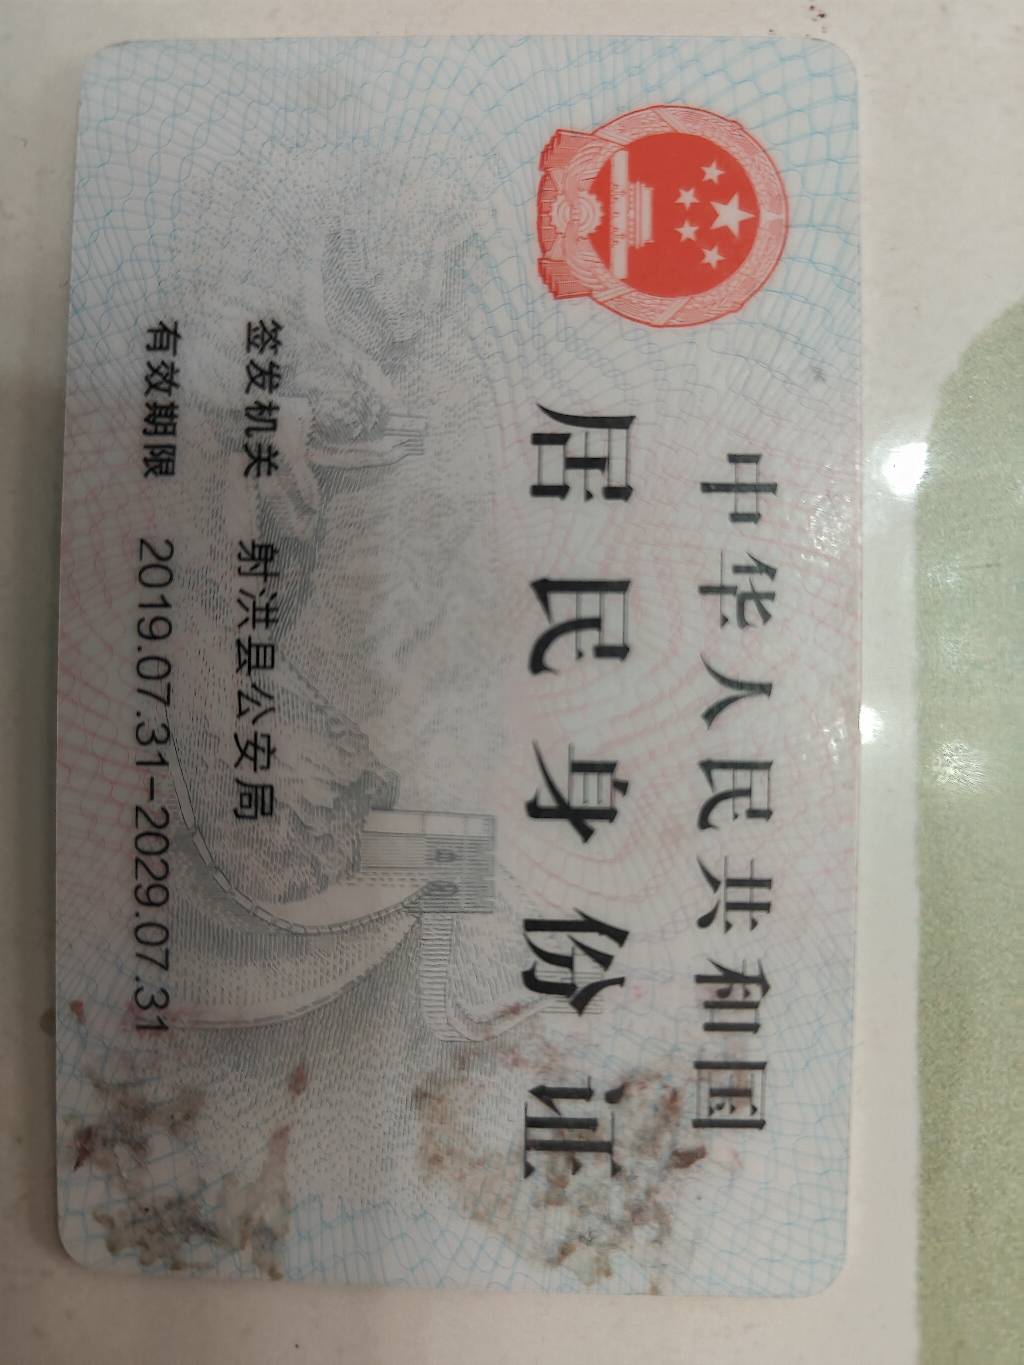 中华人民共和国
居民身份证
签发机关 射洪县公安局
有效期限 2019.07.31-2029.07.31